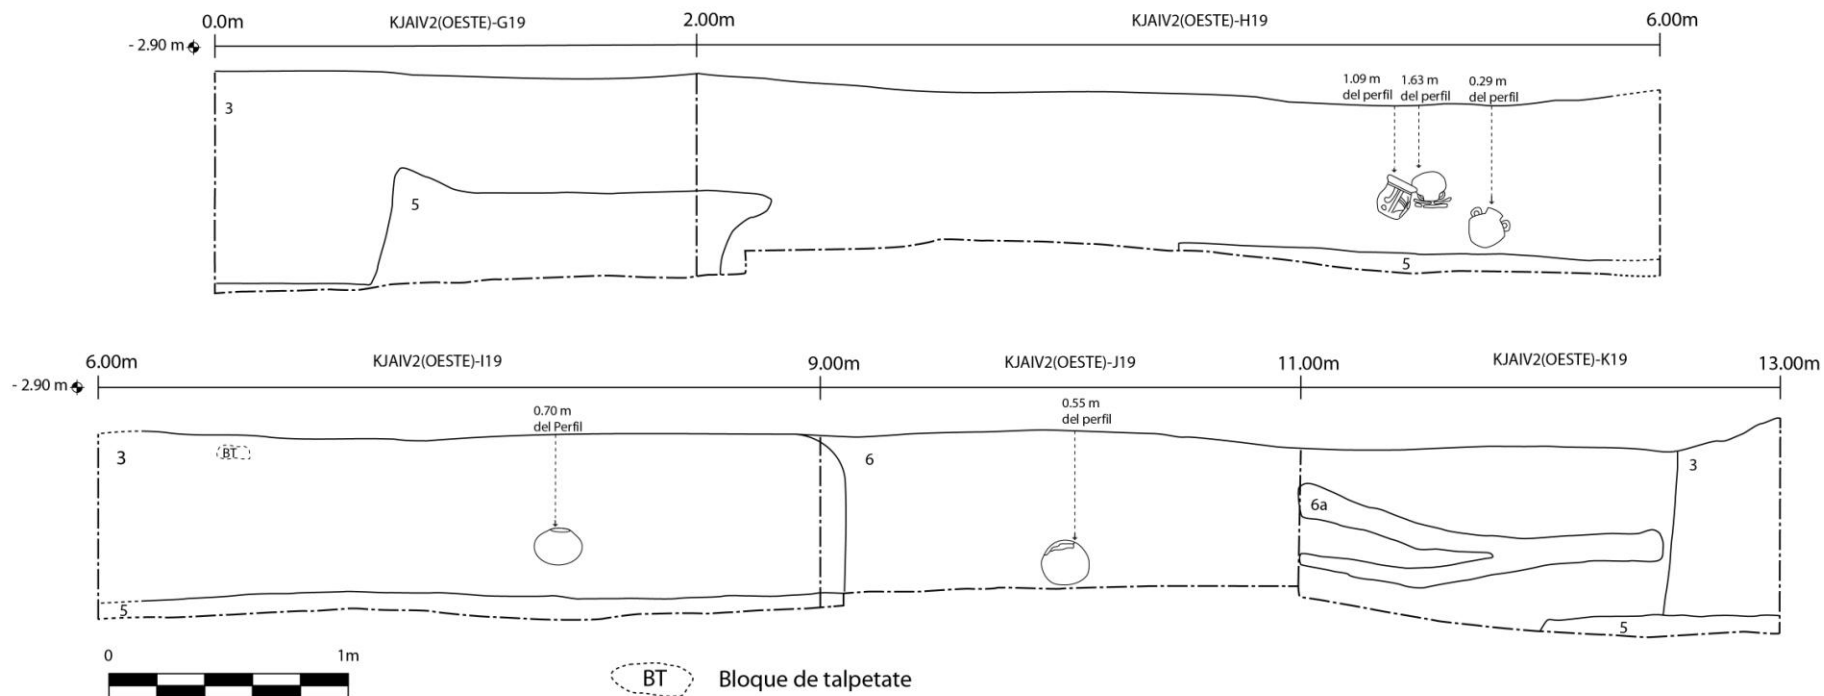 0.0m KJAIV2(OESTE)-G19 2.00m KJAIV2(OESTE)-H19 6.00m
- 2.90 m
1.09 m 1.63 m 0.29 m
del perfil del perfil del perfil
3
5
5
6.00m KJAIV2(OESTE)-I19 9.00m KJAIV2(OESTE)-J19 11.00m KJAIV2(OESTE)-K19 13.00m
- 2.90 m
0.70 m
del Perfil
0.55 m
del perfil
3 BT 6 3
6a
5
5
0 1m
BT Bloque de talpetate